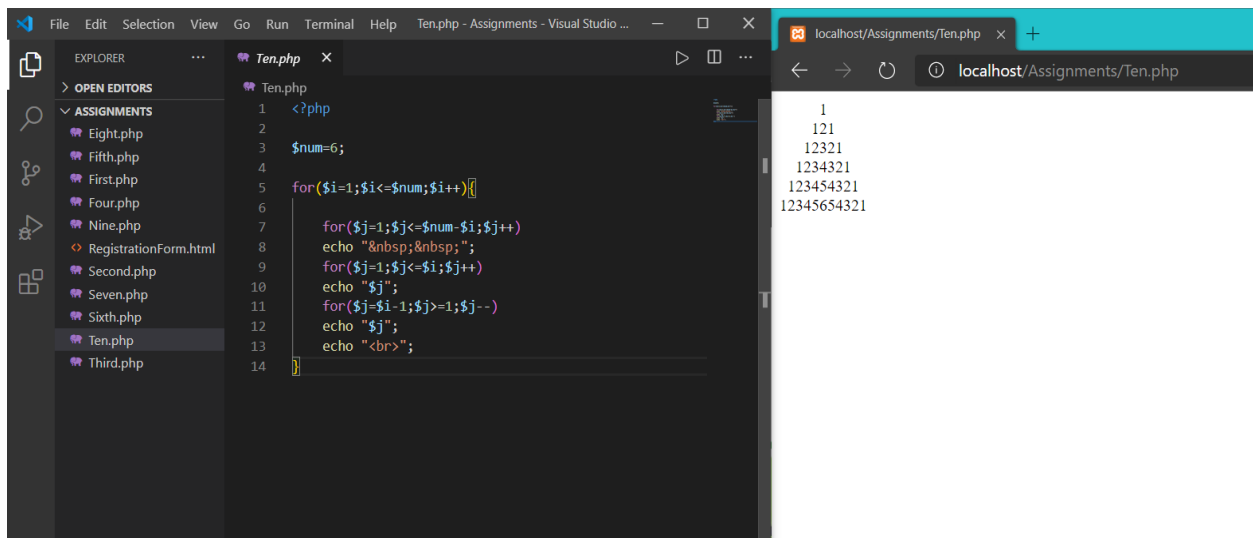 File Edit Selection View Go Run Terminal Help Ten.php - Assignments - Visual Studio ...
EXPLORER ...
OPEN EDITORS
ASSIGNMENTS
Eight.php
Fifth.php
First.php
Four.php
Nine.php
RegistrationForm.html
Second.php
Seven.php
Sixth.php
Ten.php
Third.php
Ten.php
Ten.php
1 <?php
2
3 $num=6;
4
5 for($i=1;$i<=$num;$i++){
6
7 for($j=1;$j<=$num-$i;$j++)
8 echo "&nbsp;&nbsp;";
9 for($j=1;$j<=$i;$j++)
10 echo "$j";
11 for($j=$i-1;$j>=1;$j--)
12 echo "$j";
13 echo "<br>";
14 }
localhost/Assignments/Ten.php
localhost/Assignments/Ten.php
1
121
12321
1234321
123454321
12345654321